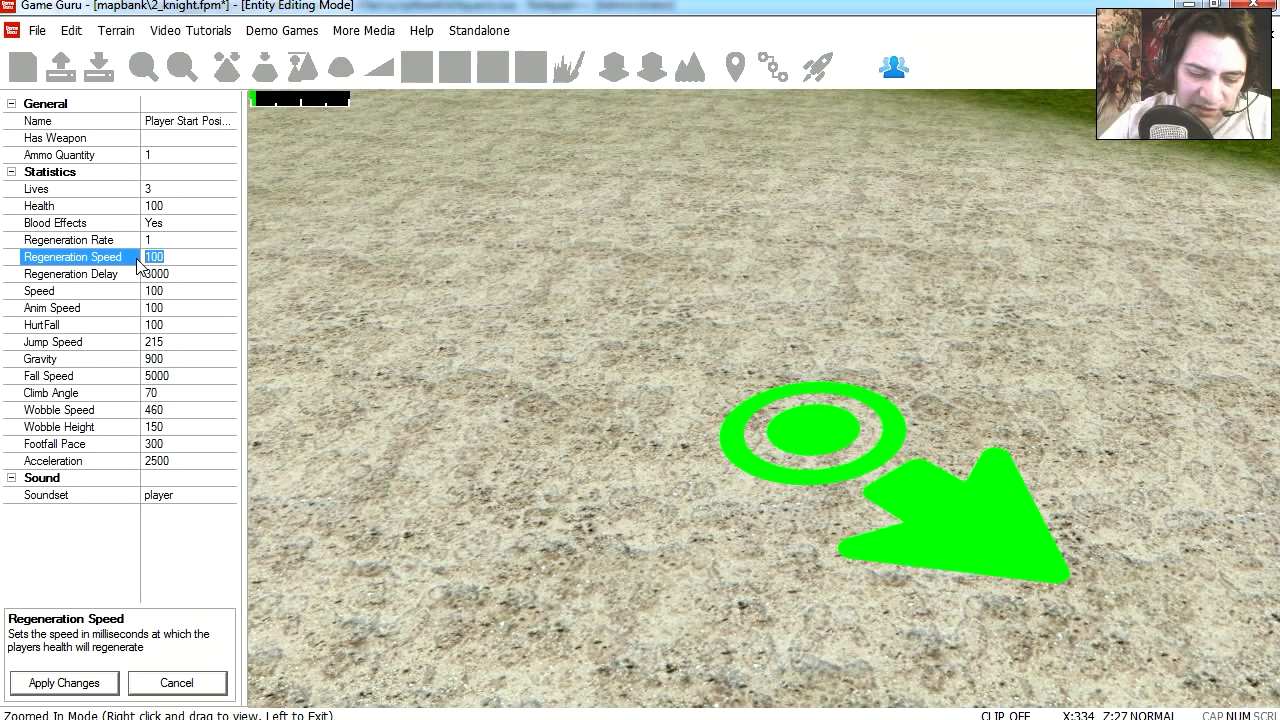 Game Guru - [mapbank\2_knight.fpm*] - [Entity Editing Mode]
File Edit Terrain Video Tutorials Demo Games More Media Help Standalone
General
Name Player Start Posi...
Has Weapon
Ammo Quantity 1
Statistics
Lives 3
Health 100
Blood Effects Yes
Regeneration Rate 1
Regeneration Speed 100
Regeneration Delay 3000
Speed 100
Anim Speed 100
HurtFall 100
Jump Speed 215
Gravity 900
Fall Speed 5000
Climb Angle 70
Wobble Speed 460
Wobble Height 150
Footfall Pace 300
Acceleration 2500
Sound
Soundset player
Regeneration Speed
Sets the speed in milliseconds at which the
players health will regenerate
Apply Changes Cancel
Zoomed In Mode (Right click and drag to view, Left to Exit) CLIP OFF X:334 Z:27 NORMAL CAP NUM SCRL